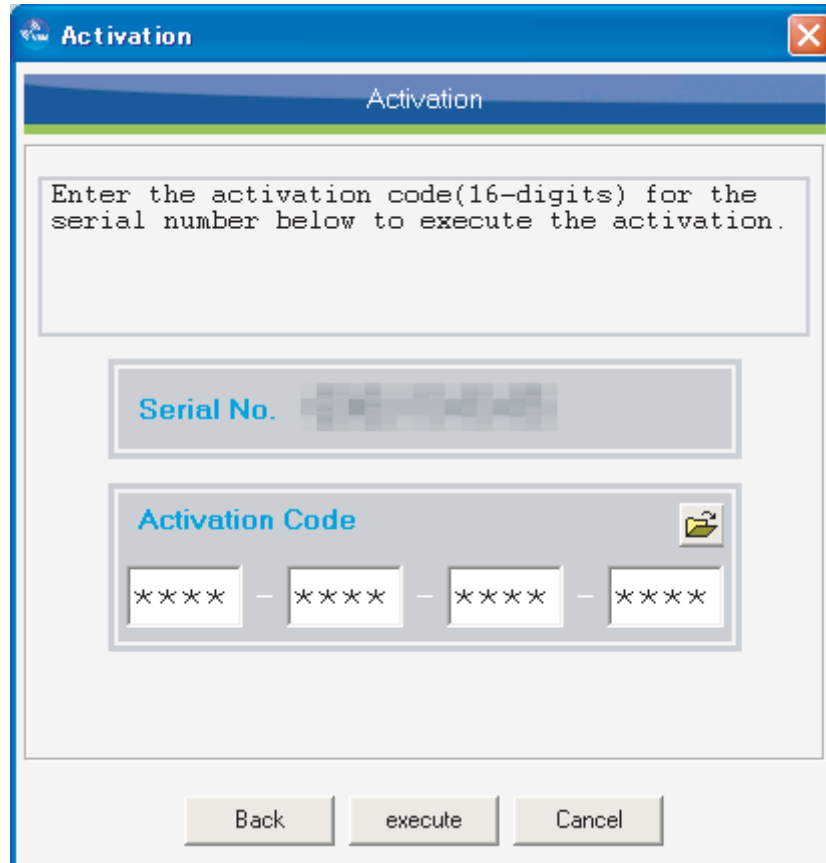 Activation
Activation
Enter the activation code(16-digits) for the
serial number below to execute the activation.
Serial No.
Activation Code
**** - **** - **** - ****
Back execute Cancel